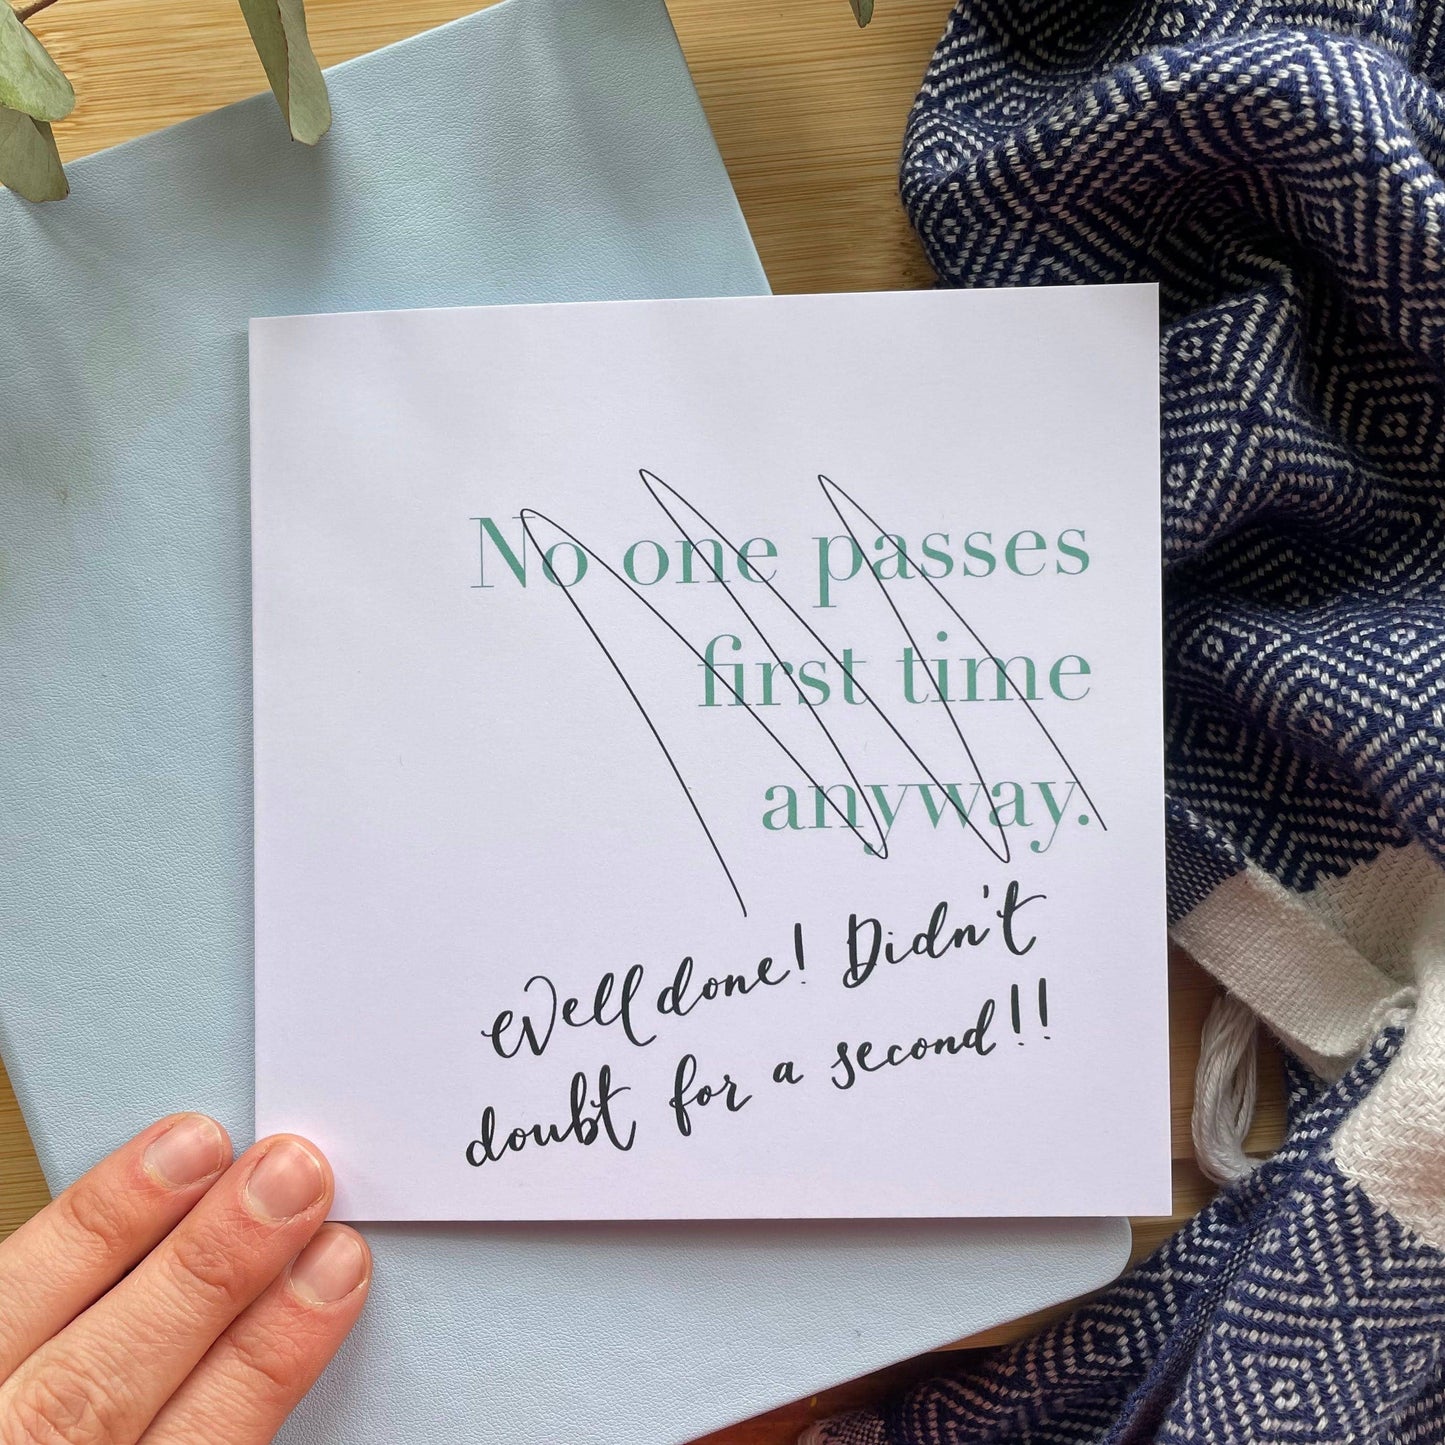 No one passes
first time
anyway.
Well done! Didn't
doubt for a second!!